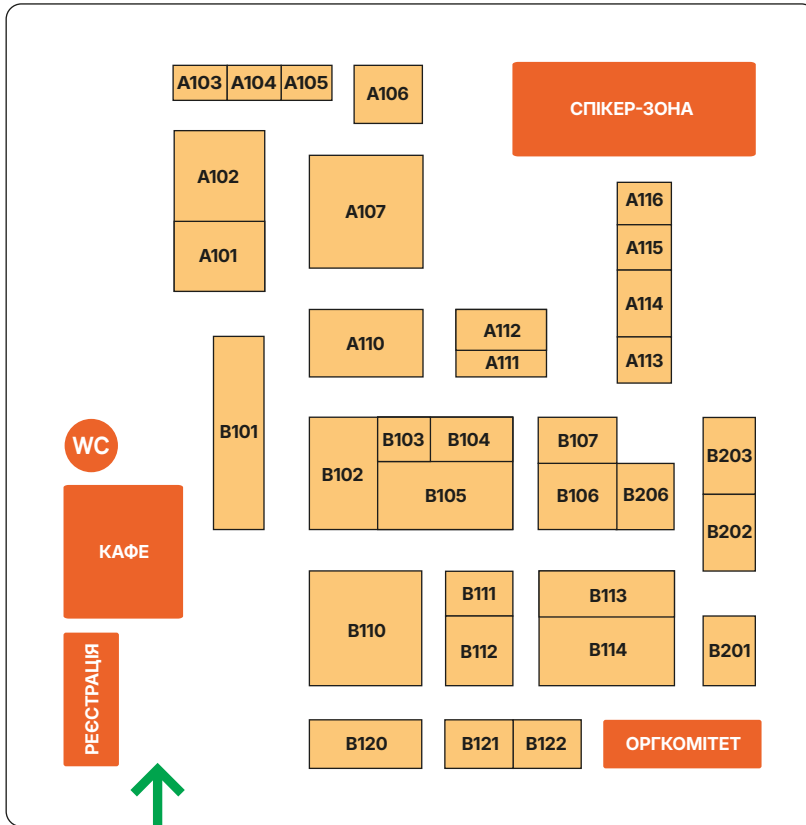 A103 A104 A105
A106
СПІКЕР-ЗОНА
A102
A107
A116
A101
A115
A114
A110
A112
A111
A113
B101
WC
B103 B104
B107
B102
B105
B203
B106 B206
B202
КАФЕ
B111
B113
B110
B112
B114
B201
РЕЄСТРАЦІЯ
B120
B121 B122
ОРГКОМІТЕТ